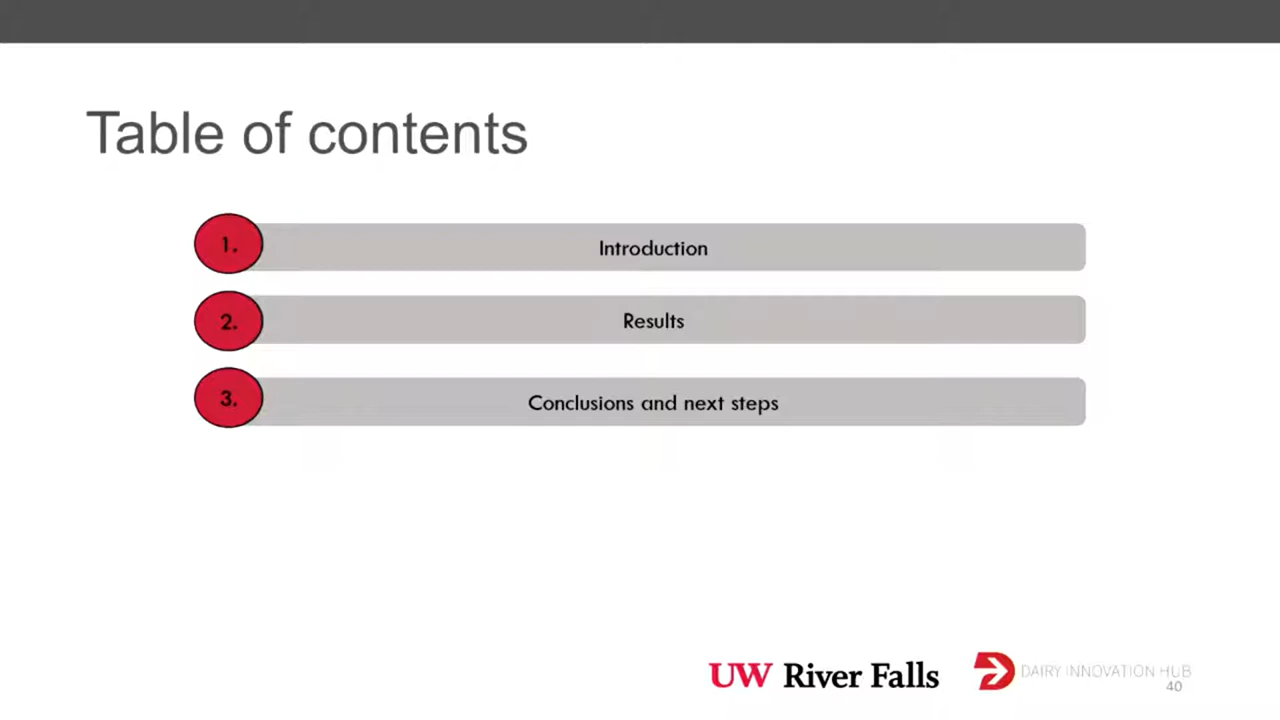 Table of contents
1. Introduction
2. Results
3. Conclusions and next steps
UW River Falls
DAIRY INNOVATION HUB
40